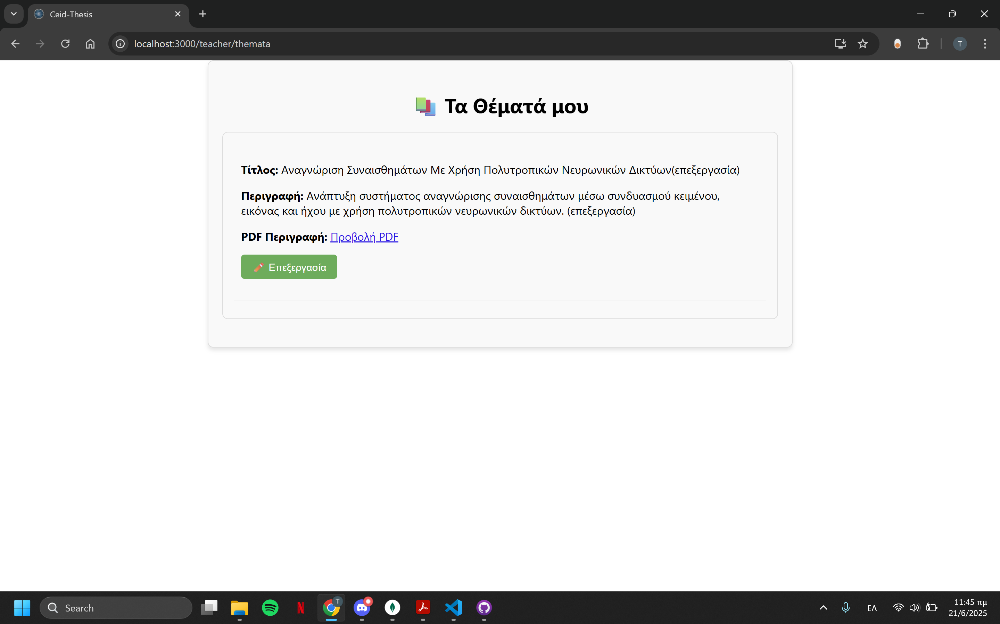 Ceid-Thesis
localhost:3000/teacher/themata
T
Τα Θέματά μου
Τίτλος: Αναγνώριση Συναισθημάτων Με Χρήση Πολυτροπικών Νευρωνικών Δικτύων(επεξεργασία)
Περιγραφή: Ανάπτυξη συστήματος αναγνώρισης συναισθημάτων μέσω συνδυασμού κειμένου,
εικόνας και ήχου με χρήση πολυτροπικών νευρωνικών δικτύων. (επεξεργασία)
PDF Περιγραφή: Προβολή PDF
Επεξεργασία
Search
N
T
ΕΛ
11:45 πμ
21/6/2025